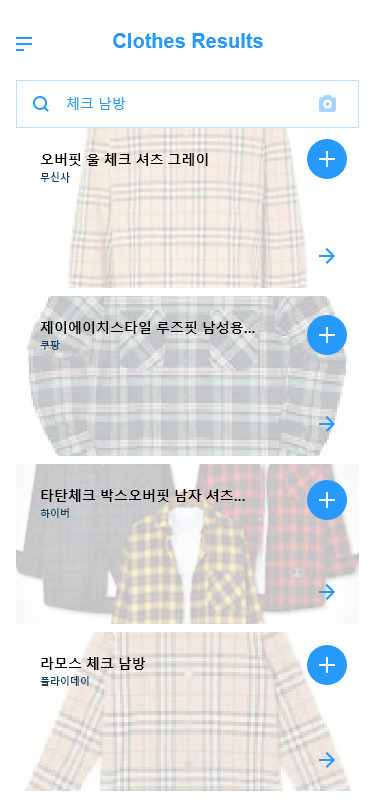 Clothes Results
체크 남방
오버핏 울 체크 셔츠 그레이
무신사
제이에이치스타일 루즈핏 남성용...
쿠팡
타탄체크 박스오버핏 남자 셔츠...
하이버
라모스 체크 남방
플라이데이